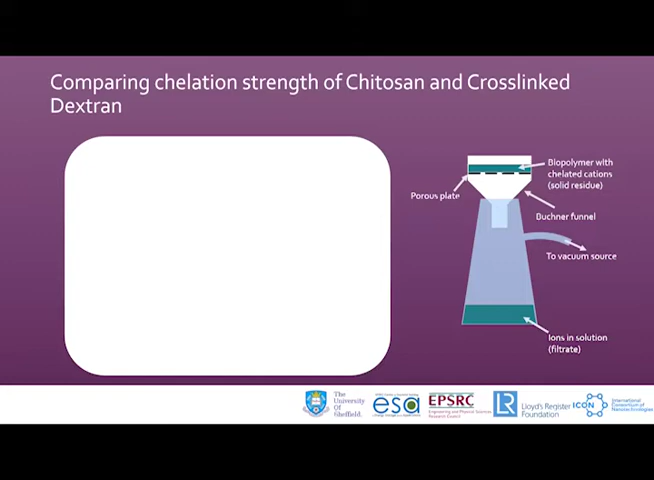 Comparing chelation strength of Chitosan and Crosslinked
Dextran
Biopolymer with
chelated cations
(solid residue)
Porous plate
Buchner funnel
To vacuum source
Ions in solution
(filtrate)
The
University
Of
Sheffield.
esa
EPSRC
Engineering and Physical Sciences
Research Council
LR
Lloyd's Register
Foundation
ICON
International
Consortium of
Nanotechnologies